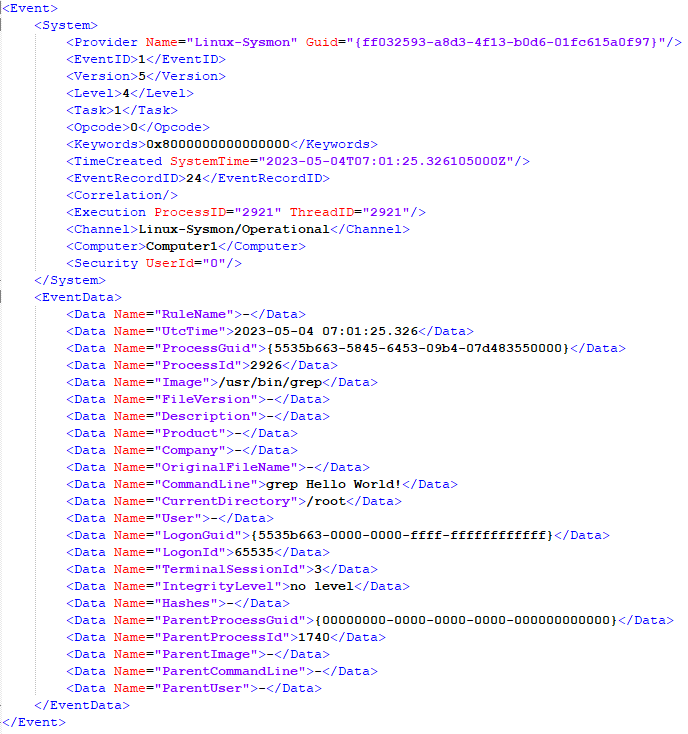 <Event>
<System>
<Provider Name="Linux-Sysmon" Guid="{ff032593-a8d3-4f13-b0d6-01fc615a0f97}"/>
<EventID>1</EventID>
<Version>5</Version>
<Level>4</Level>
<Task>1</Task>
<Opcode>0</Opcode>
<Keywords>0x8000000000000000</Keywords>
<TimeCreated SystemTime="2023-05-04T07:01:25.326105000Z"/>
<EventRecordID>24</EventRecordID>
<Correlation/>
<Execution ProcessID="2921" ThreadID="2921"/>
<Channel>Linux-Sysmon/Operational</Channel>
<Computer>Computer1</Computer>
<Security UserId="0"/>
</System>
<EventData>
<Data Name="RuleName">-</Data>
<Data Name="UtcTime">2023-05-04 07:01:25.326</Data>
<Data Name="ProcessGuid">{5535b663-5845-6453-09b4-07d483550000}</Data>
<Data Name="ProcessId">2926</Data>
<Data Name="Image">/usr/bin/grep</Data>
<Data Name="FileVersion">-</Data>
<Data Name="Description">-</Data>
<Data Name="Product">-</Data>
<Data Name="Company">-</Data>
<Data Name="OriginalFileName">-</Data>
<Data Name="CommandLine">grep Hello World!</Data>
<Data Name="CurrentDirectory">/root</Data>
<Data Name="User">-</Data>
<Data Name="LogonGuid">{5535b663-0000-0000-ffff-ffffffffffff}</Data>
<Data Name="LogonId">65535</Data>
<Data Name="TerminalSessionId">3</Data>
<Data Name="IntegrityLevel">no level</Data>
<Data Name="Hashes">-</Data>
<Data Name="ParentProcessGuid">{00000000-0000-0000-0000-000000000000}</Data>
<Data Name="ParentProcessId">1740</Data>
<Data Name="ParentImage">-</Data>
<Data Name="ParentCommandLine">-</Data>
<Data Name="ParentUser">-</Data>
</EventData>
</Event>